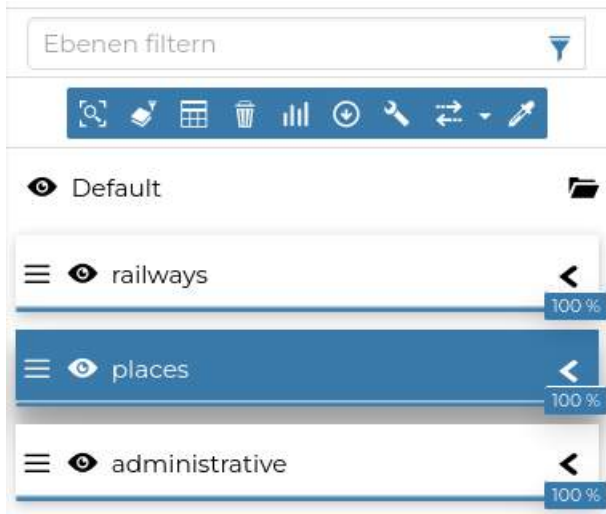 Ebenen filtern
Default
railways
100 %
places
100 %
administrative
100 %